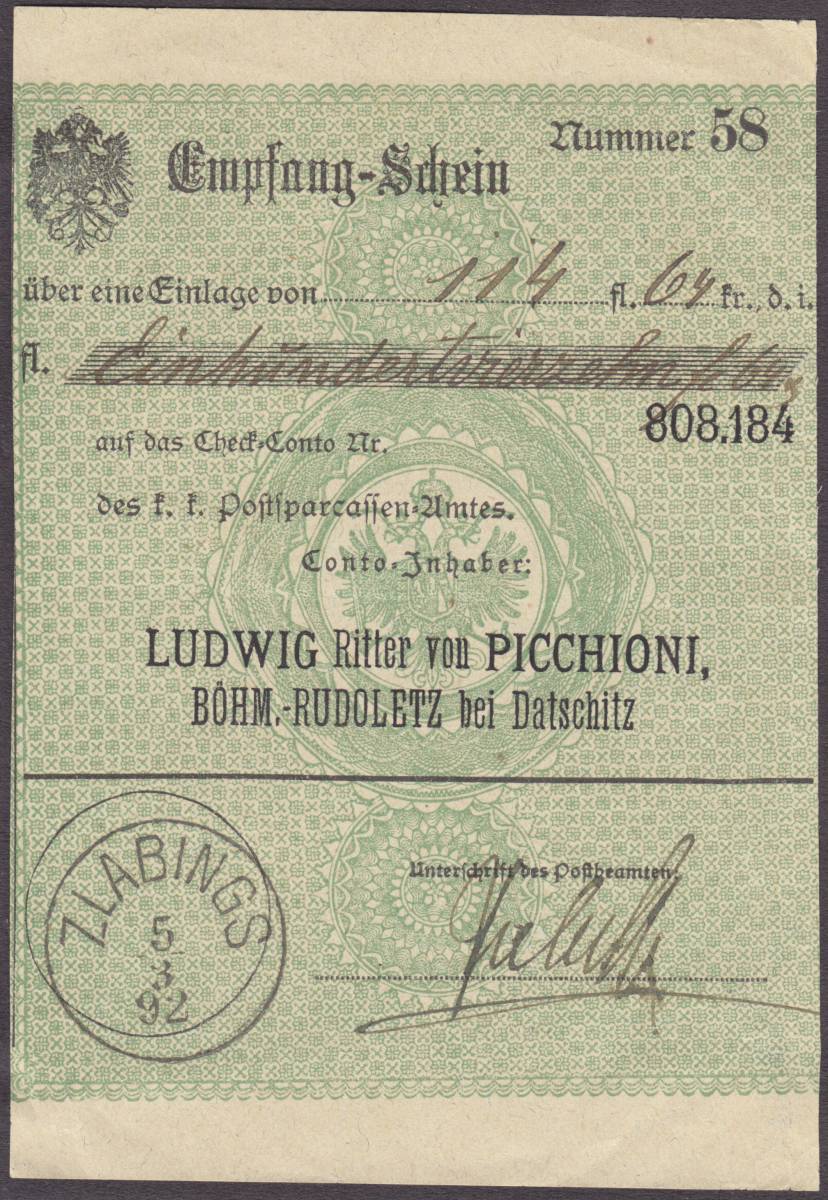 Nummer 58
Empfang-Schein
über eine Einlage von 114 fl. 64 kr., d. i.
fl. Einhundertvierzehn fl 64
auf das Check-Conto Nr. 808.184
des k. k. Postsparcassen-Amtes.
Conto-Inhaber:
LUDWIG Ritter von PICCHIONI,
BÖHM.-RUDOLETZ bei Datschitz
Unterschrift des Postbeamten:
ZLABINGS
5
3
92